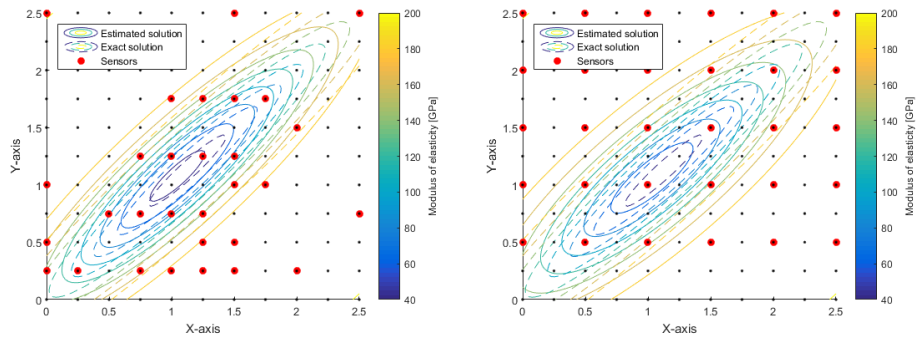 2.5
2
1.5
1
0.5
0
0 0.5 1 1.5 2 2.5
Y-axis
X-axis
Estimated solution
Exact solution
Sensors
200
180
160
140
120
100
80
60
40
Modulus of elasticity [GPa]
2.5
2
1.5
1
0.5
0
0 0.5 1 1.5 2 2.5
Y-axis
X-axis
Estimated solution
Exact solution
Sensors
200
180
160
140
120
100
80
60
40
Modulus of elasticity [GPa]